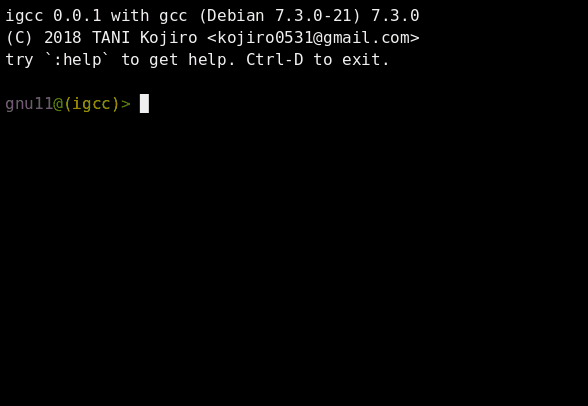 igcc 0.0.1 with gcc (Debian 7.3.0-21) 7.3.0
(C) 2018 TANI Kojiro <kojiro0531@gmail.com>
try `:help` to get help. Ctrl-D to exit.
gnu11@(igcc)>